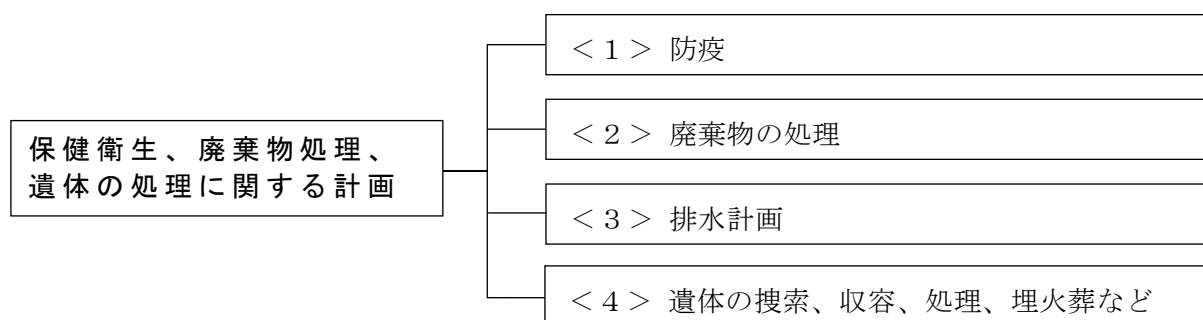 保健衛生、廃棄物処理、
遺体の処理に関する計画
＜１＞ 防疫
＜２＞ 廃棄物の処理
＜３＞ 排水計画
＜４＞ 遺体の捜索、収容、処理、埋火葬など